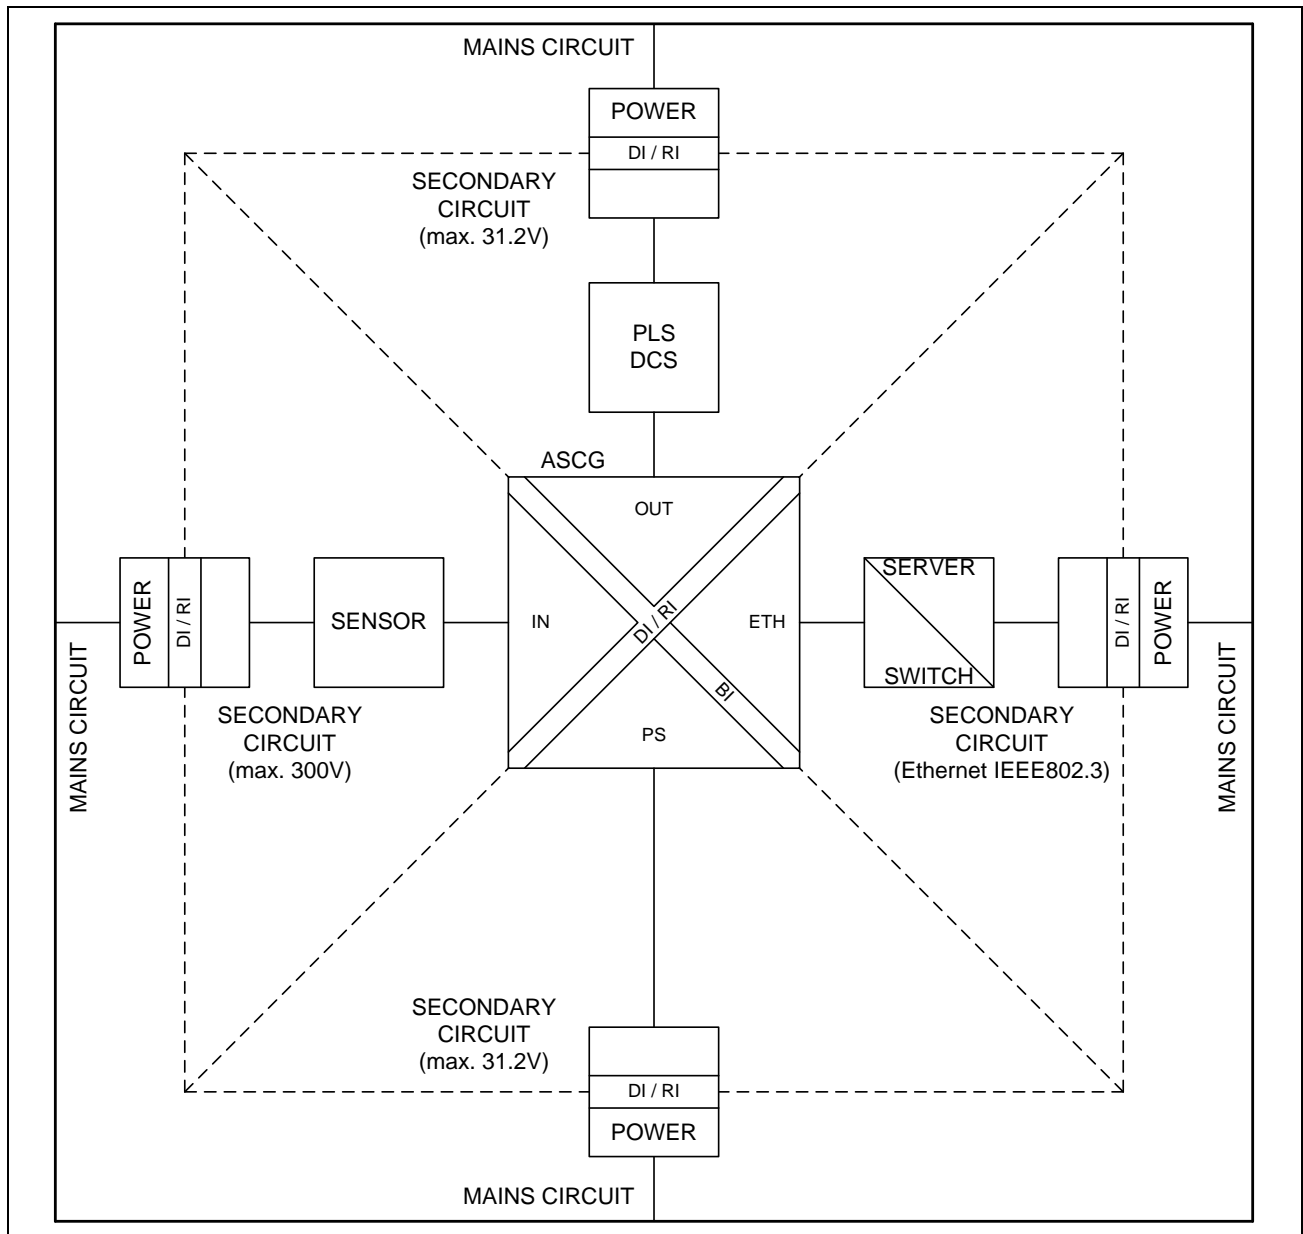 MAINS CIRCUIT
POWER
DI / RI
SECONDARY
CIRCUIT
(max. 31.2V)
PLS
DCS
ASCG
OUT
IN
DI / RI
ETH
BI
PS
MAINS CIRCUIT
POWER
DI / RI
SENSOR
SECONDARY
CIRCUIT
(max. 300V)
SERVER
SWITCH
DI / RI
POWER
SECONDARY
CIRCUIT
(Ethernet IEEE802.3)
MAINS CIRCUIT
SECONDARY
CIRCUIT
(max. 31.2V)
DI / RI
POWER
MAINS CIRCUIT